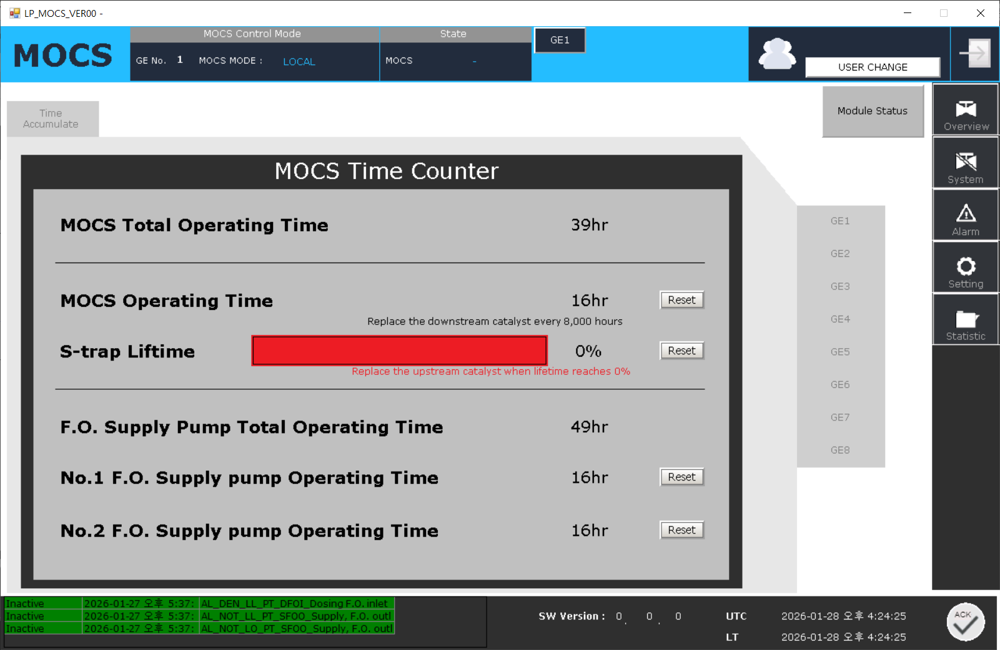 LP_MOCS_VER00 -
MOCS
MOCS Control Mode
State
GE No. 1 MOCS MODE : LOCAL
MOCS -
GE1
USER CHANGE
Time
Accumulate
Module Status
Overview
System
Alarm
Setting
Statistic
MOCS Time Counter
MOCS Total Operating Time 39hr
MOCS Operating Time 16hr Reset
Replace the downstream catalyst every 8,000 hours
S-trap Liftime 0% Reset
Replace the upstream catalyst when lifetime reaches 0%
F.O. Supply Pump Total Operating Time 49hr
No.1 F.O. Supply pump Operating Time 16hr Reset
No.2 F.O. Supply pump Operating Time 16hr Reset
GE1
GE2
GE3
GE4
GE5
GE6
GE7
GE8
Inactive 2026-01-27 오후 5:37: AL_DEN_LL_PT_DFOI_Dosing F.O. inlet
Inactive 2026-01-27 오후 5:37: AL_NOT_LL_PT_SFOO_Supply, F.O. outl
Inactive 2026-01-27 오후 5:37: AL_NOT_LO_PT_SFOO_Supply, F.O. outl
SW Version : 0 . 0 . 0
UTC 2026-01-28 오후 4:24:25
LT 2026-01-28 오후 4:24:25
ACK